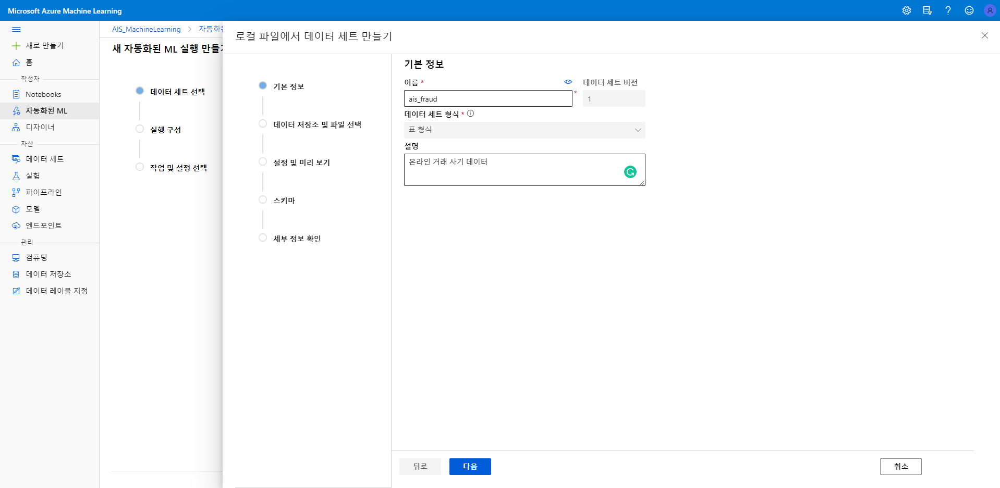 Microsoft Azure Machine Learning
새로 만들기
홈
작성자
Notebooks
자동화된 ML
디자이너
자산
데이터 세트
실험
파이프라인
모델
엔드포인트
관리
컴퓨팅
데이터 저장소
데이터 레이블 지정
AIS_MachineLearning > 자동화
새 자동화된 ML 실행 만들
데이터 세트 선택
실행 구성
작업 및 설정 선택
로컬 파일에서 데이터 세트 만들기
기본 정보
데이터 저장소 및 파일 선택
설정 및 미리 보기
스키마
세부 정보 확인
기본 정보
이름 *
데이터 세트 버전
ais_fraud *
1
데이터 세트 형식 *
표 형식
설명
온라인 거래 사기 데이터
뒤로
다음
취소